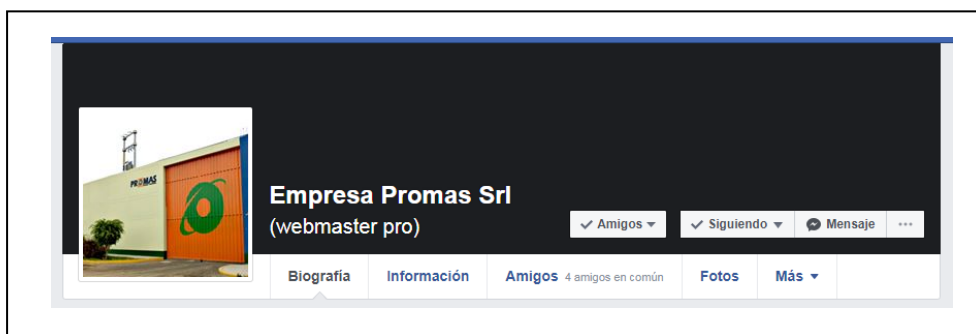 PROMAS
Empresa Promas Srl
(webmaster pro)
Amigos
Siguiendo
Mensaje
Biografía
Información
Amigos 4 amigos en común
Fotos
Más